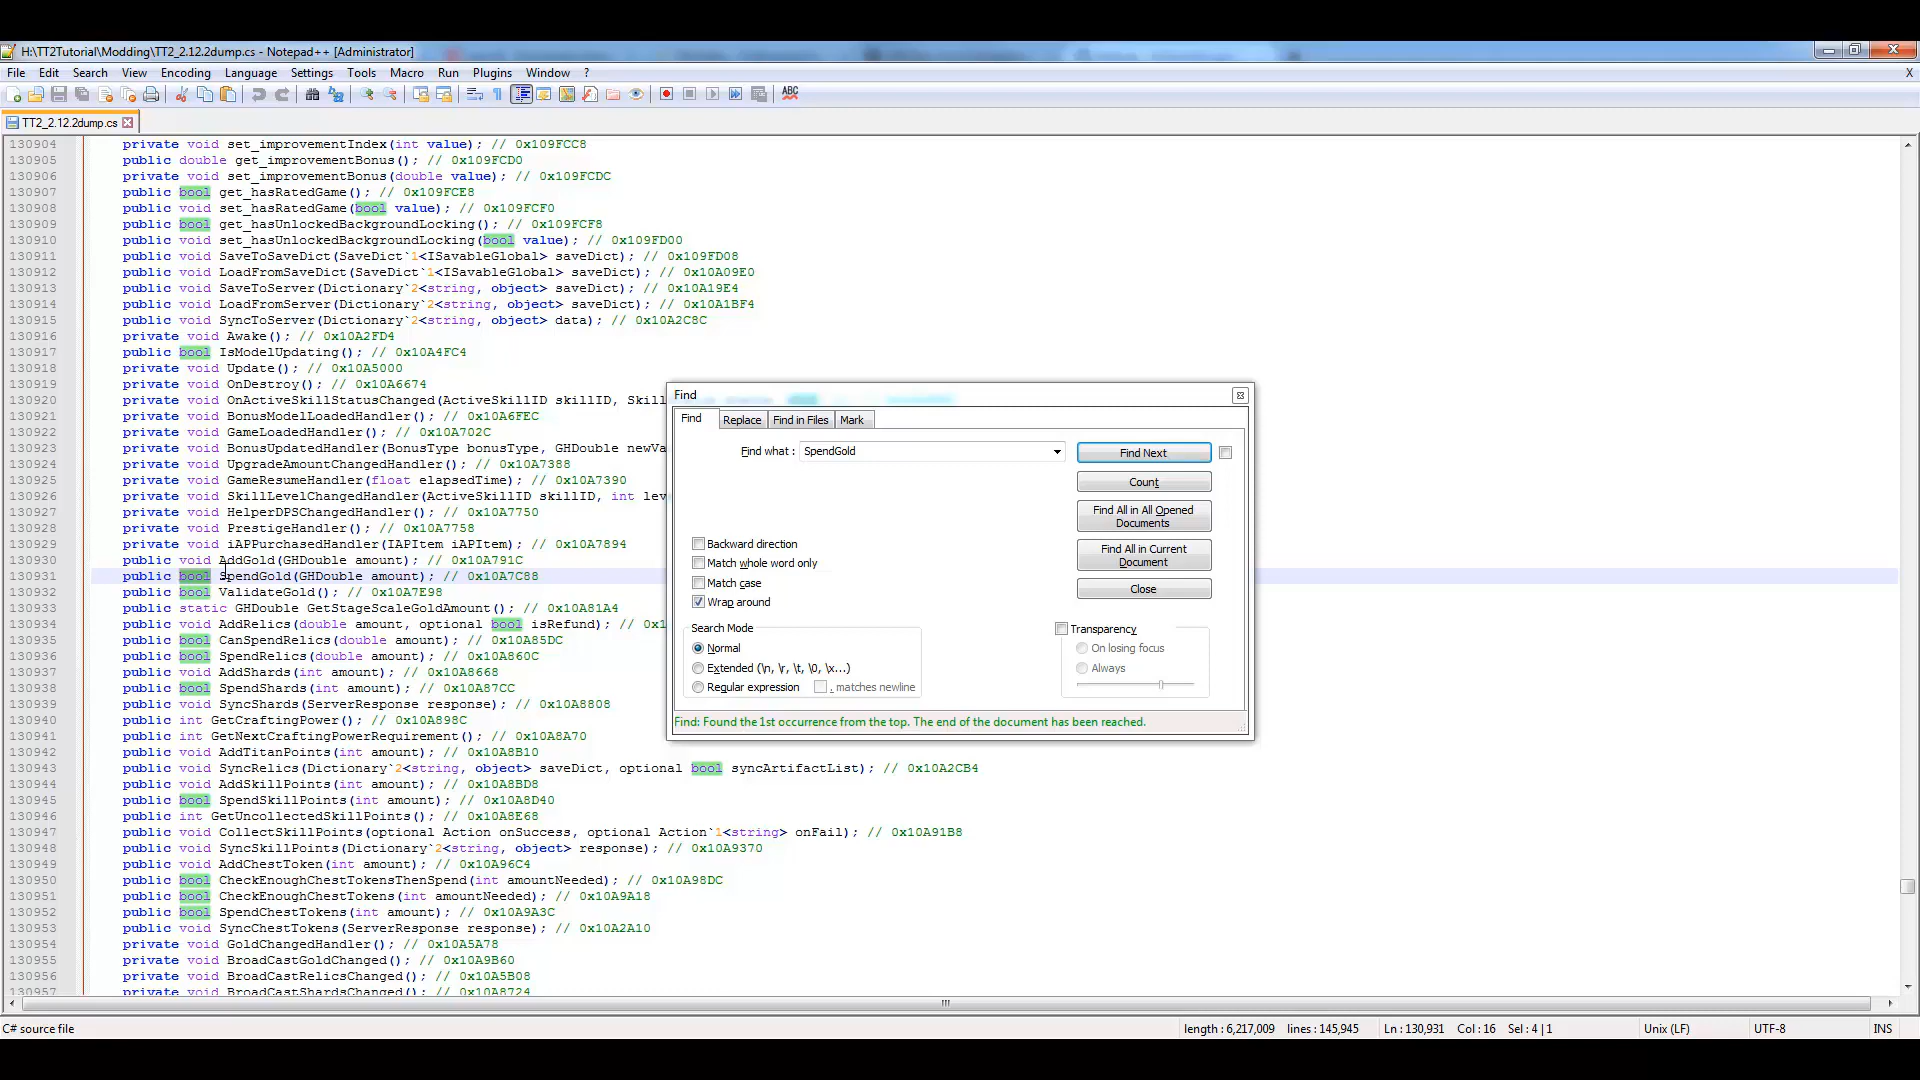 H:\TT2Tutorial\Modding\TT2_2.12.2dump.cs - Notepad++ [Administrator]
File Edit Search View Encoding Language Settings Tools Macro Run Plugins Window ? X
ABC
TT2_2.12.2dump.cs
130904 private void set_improvementIndex(int value); // 0x109FCC8
130905 public double get_improvementBonus(); // 0x109FCD0
130906 private void set_improvementBonus(double value); // 0x109FCDC
130907 public bool get_hasRatedGame(); // 0x109FCE8
130908 public void set_hasRatedGame(bool value); // 0x109FCF0
130909 public bool get_hasUnlockedBackgroundLocking(); // 0x109FCF8
130910 public void set_hasUnlockedBackgroundLocking(bool value); // 0x109FD00
130911 public void SaveToSaveDict(SaveDict`1<ISavableGlobal> saveDict); // 0x109FD08
130912 public void LoadFromSaveDict(SaveDict`1<ISavableGlobal> saveDict); // 0x10A09E0
130913 public void SaveToServer(Dictionary`2<string, object> saveDict); // 0x10A19E4
130914 public void LoadFromServer(Dictionary`2<string, object> saveDict); // 0x10A1BF4
130915 public void SyncToServer(Dictionary`2<string, object> data); // 0x10A2C8C
130916 private void Awake(); // 0x10A2FD4
130917 public bool IsModelUpdating(); // 0x10A4FC4
130918 private void Update(); // 0x10A5000
130919 private void OnDestroy(); // 0x10A6674
130920 private void OnActiveSkillStatusChanged(ActiveSkillID skillID, Skil
130921 private void BonusModelLoadedHandler(); // 0x10A6FEC
130922 private void GameLoadedHandler(); // 0x10A702C
130923 private void BonusUpdatedHandler(BonusType bonusType, GHDouble newVa
130924 private void UpgradeAmountChangedHandler(); // 0x10A7388
130925 private void GameResumeHandler(float elapsedTime); // 0x10A7390
130926 private void SkillLevelChangedHandler(ActiveSkillID skillID, int lev
130927 private void HelperDPSChangedHandler(); // 0x10A7750
130928 private void PrestigeHandler(); // 0x10A7758
130929 private void iAPPurchasedHandler(IAPItem iAPItem); // 0x10A7894
130930 public void AddGold(GHDouble amount); // 0x10A791C
130931 public bool SpendGold(GHDouble amount); // 0x10A7C88
130932 public bool ValidateGold(); // 0x10A7E98
130933 public static GHDouble GetStageScaleGoldAmount(); // 0x10A81A4
130934 public void AddRelics(double amount, optional bool isRefund); // 0x1
130935 public bool CanSpendRelics(double amount); // 0x10A85DC
130936 public bool SpendRelics(double amount); // 0x10A860C
130937 public void AddShards(int amount); // 0x10A8668
130938 public bool SpendShards(int amount); // 0x10A87CC
130939 public void SyncShards(ServerResponse response); // 0x10A8808
130940 public int GetCraftingPower(); // 0x10A898C
130941 public int GetNextCraftingPowerRequirement(); // 0x10A8A70
130942 public void AddTitanPoints(int amount); // 0x10A8B10
130943 public void SyncRelics(Dictionary`2<string, object> saveDict, optional bool syncArtifactList); // 0x10A2CB4
130944 public void AddSkillPoints(int amount); // 0x10A8BD8
130945 public bool SpendSkillPoints(int amount); // 0x10A8D40
130946 public int GetUncollectedSkillPoints(); // 0x10A8E68
130947 public void CollectSkillPoints(optional Action onSuccess, optional Action`1<string> onFail); // 0x10A91B8
130948 public void SyncSkillPoints(Dictionary`2<string, object> response); // 0x10A9370
130949 public void AddChestToken(int amount); // 0x10A96C4
130950 public bool CheckEnoughChestTokensThenSpend(int amountNeeded); // 0x10A98DC
130951 public bool CheckEnoughChestTokens(int amountNeeded); // 0x10A9A18
130952 public bool SpendChestTokens(int amount); // 0x10A9A3C
130953 public void SyncChestTokens(ServerResponse response); // 0x10A2A10
130954 private void GoldChangedHandler(); // 0x10A5A78
130955 private void BroadCastGoldChanged(); // 0x10A9B60
130956 private void BroadCastRelicsChanged(); // 0x10A5B08
130957 private void BroadCastShardsChanged(); // 0x10A8724
Find
Find Replace Find in Files Mark
Find what : SpendGold
Find Next
Count
Find All in All Opened
Documents
Find All in Current
Document
Close
Backward direction
Match whole word only
Match case
Wrap around
Search Mode
Normal
Extended (\n, \r, \t, \0, \x...)
Regular expression . matches newline
Transparency
On losing focus
Always
Find: Found the 1st occurrence from the top. The end of the document has been reached.
C# source file length : 6,217,009 lines : 145,945 Ln : 130,931 Col : 16 Sel : 4 | 1 Unix (LF) UTF-8 INS